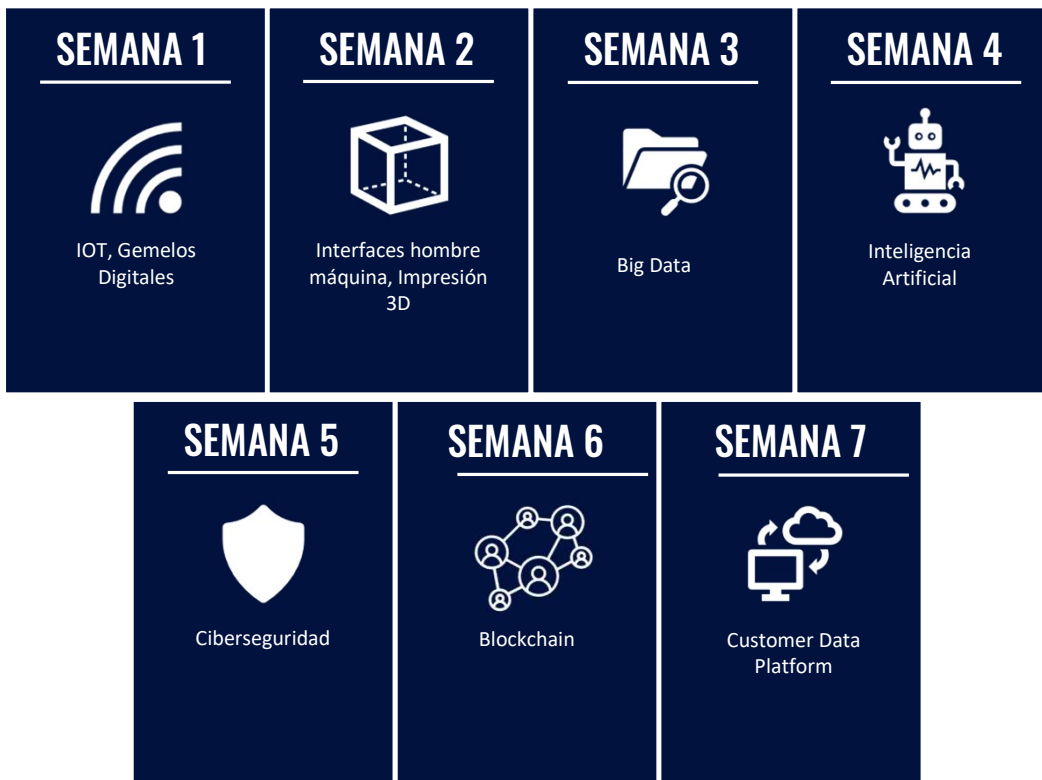 SEMANA 1
IOT, Gemelos
Digitales
SEMANA 2
Interfaces hombre
máquina, Impresión
3D
SEMANA 3
Big Data
SEMANA 4
Inteligencia
Artificial
SEMANA 5
Ciberseguridad
SEMANA 6
Blockchain
SEMANA 7
Customer Data
Platform